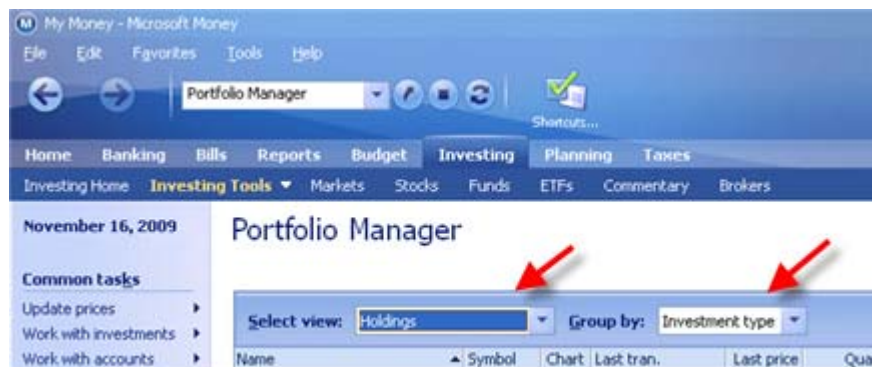 My Money - Microsoft Money
File Edit Favorites Tools Help
Portfolio Manager
Shortcuts...
Home Banking Bills Reports Budget Investing Planning Taxes
Investing Home Investing Tools Markets Stocks Funds ETFs Commentary Brokers
November 16, 2009
Portfolio Manager
Common tasks
Update prices
Select view: Holdings Group by: Investment type
Work with investments
Work with accounts
Name Symbol Chart Last tran. Last price Qua